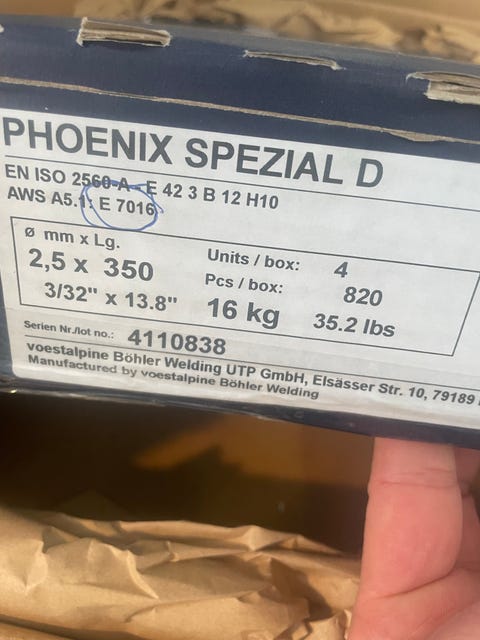 PHOENIX SPEZIAL D
EN ISO 2560-A - E 42 3 B 12 H10
AWS A5.1: E 7016
ø mm x Lg.
2,5 x 350
3/32" x 13.8"
Units / box: 4
Pcs / box: 820
16 kg 35.2 lbs
Serien Nr./lot no.: 4110838
voestalpine Böhler Welding UTP GmbH, Elsässer Str. 10, 79189
Manufactured by voestalpine Böhler Welding